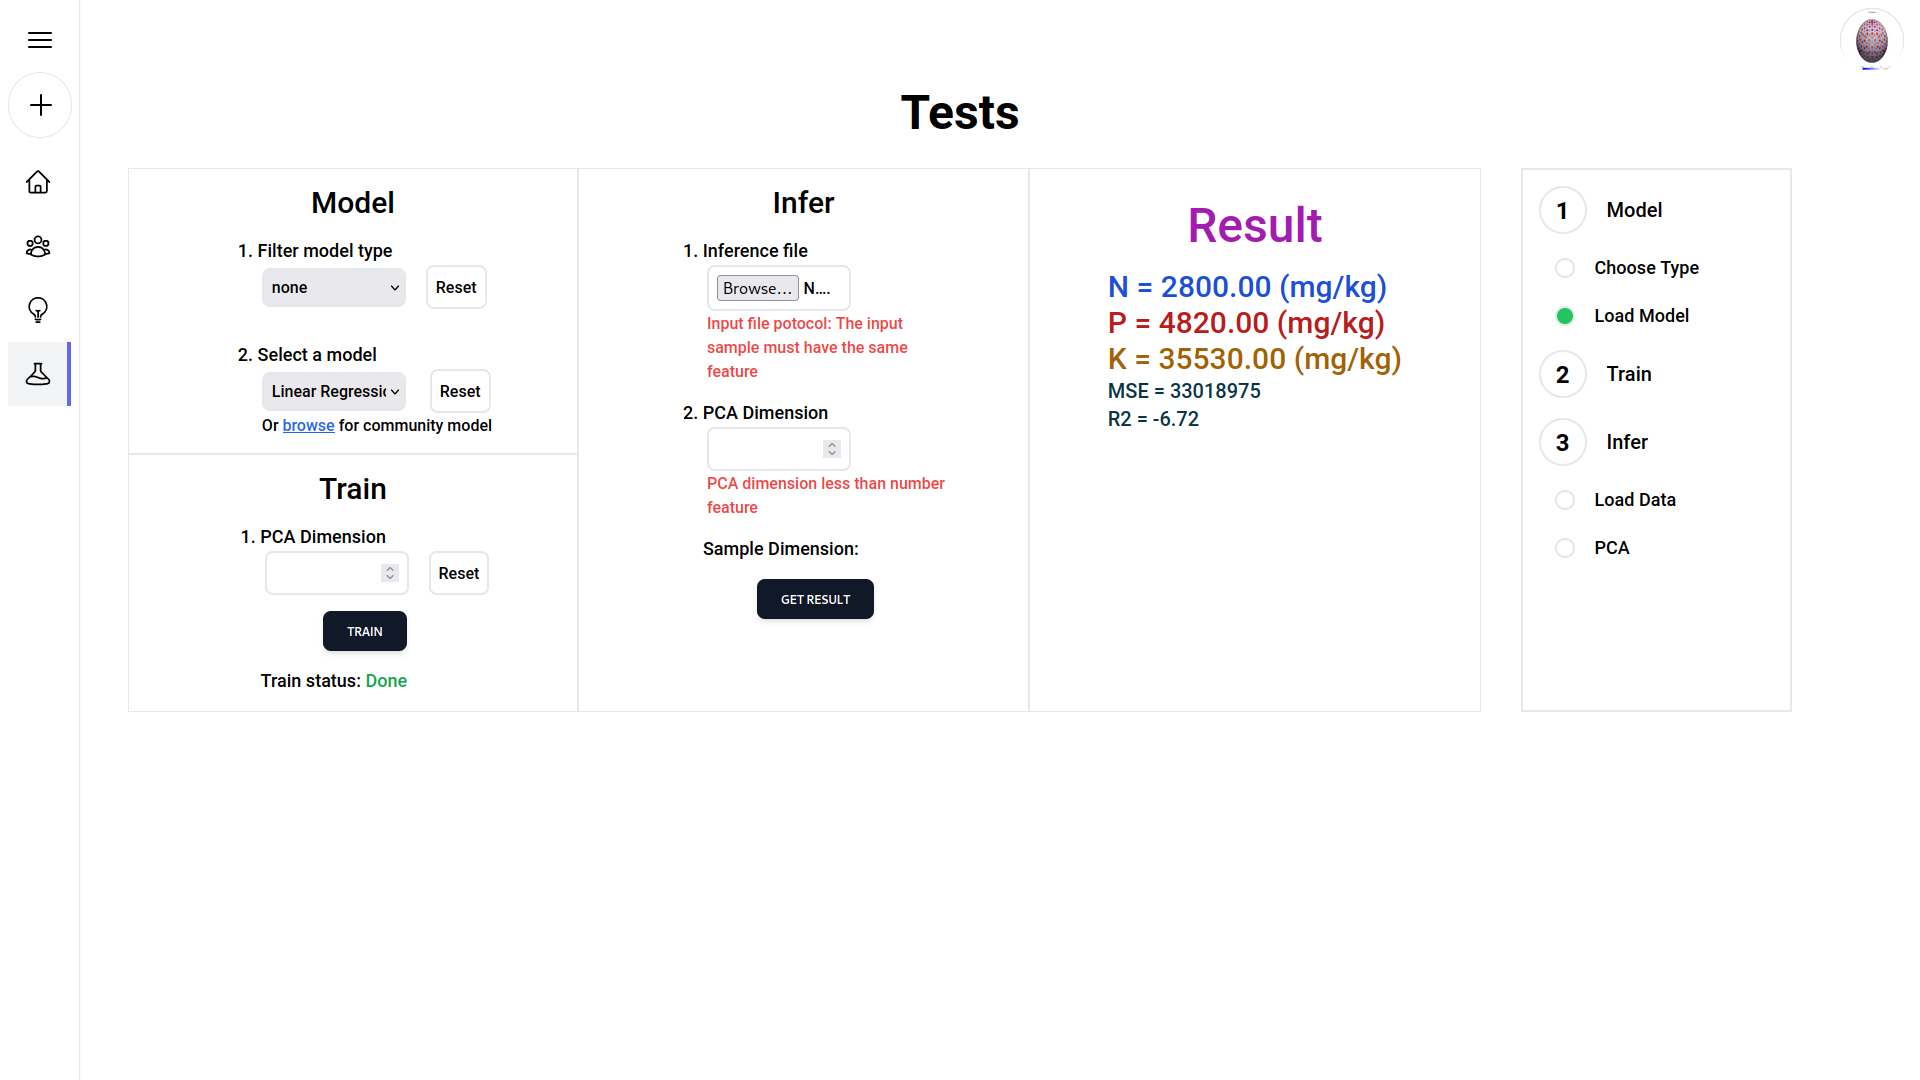 Tests
Model
1. Filter model type
none
Reset
2. Select a model
Linear Regressi
Reset
Or browse for community model
Train
1. PCA Dimension
Reset
TRAIN
Train status: Done
Infer
1. Inference file
Browse... N....
Input file potocol: The input
sample must have the same
feature
2. PCA Dimension
PCA dimension less than number
feature
Sample Dimension:
GET RESULT
Result
N = 2800.00 (mg/kg)
P = 4820.00 (mg/kg)
K = 35530.00 (mg/kg)
MSE = 33018975
R2 = -6.72
1 Model
Choose Type
Load Model
2 Train
3 Infer
Load Data
PCA